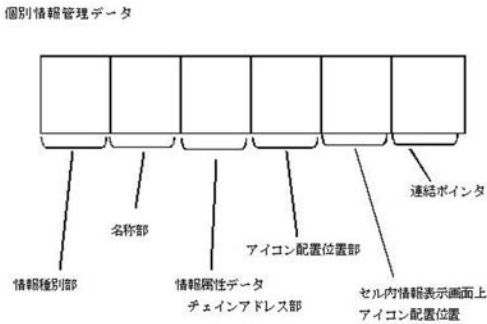 個別情報管理データ
連結ポインタ
名称部
アイコン配置位置部
情報種別部
情報属性データ
チェインアドレス部
セル内情報表示画面上
アイコン配置位置